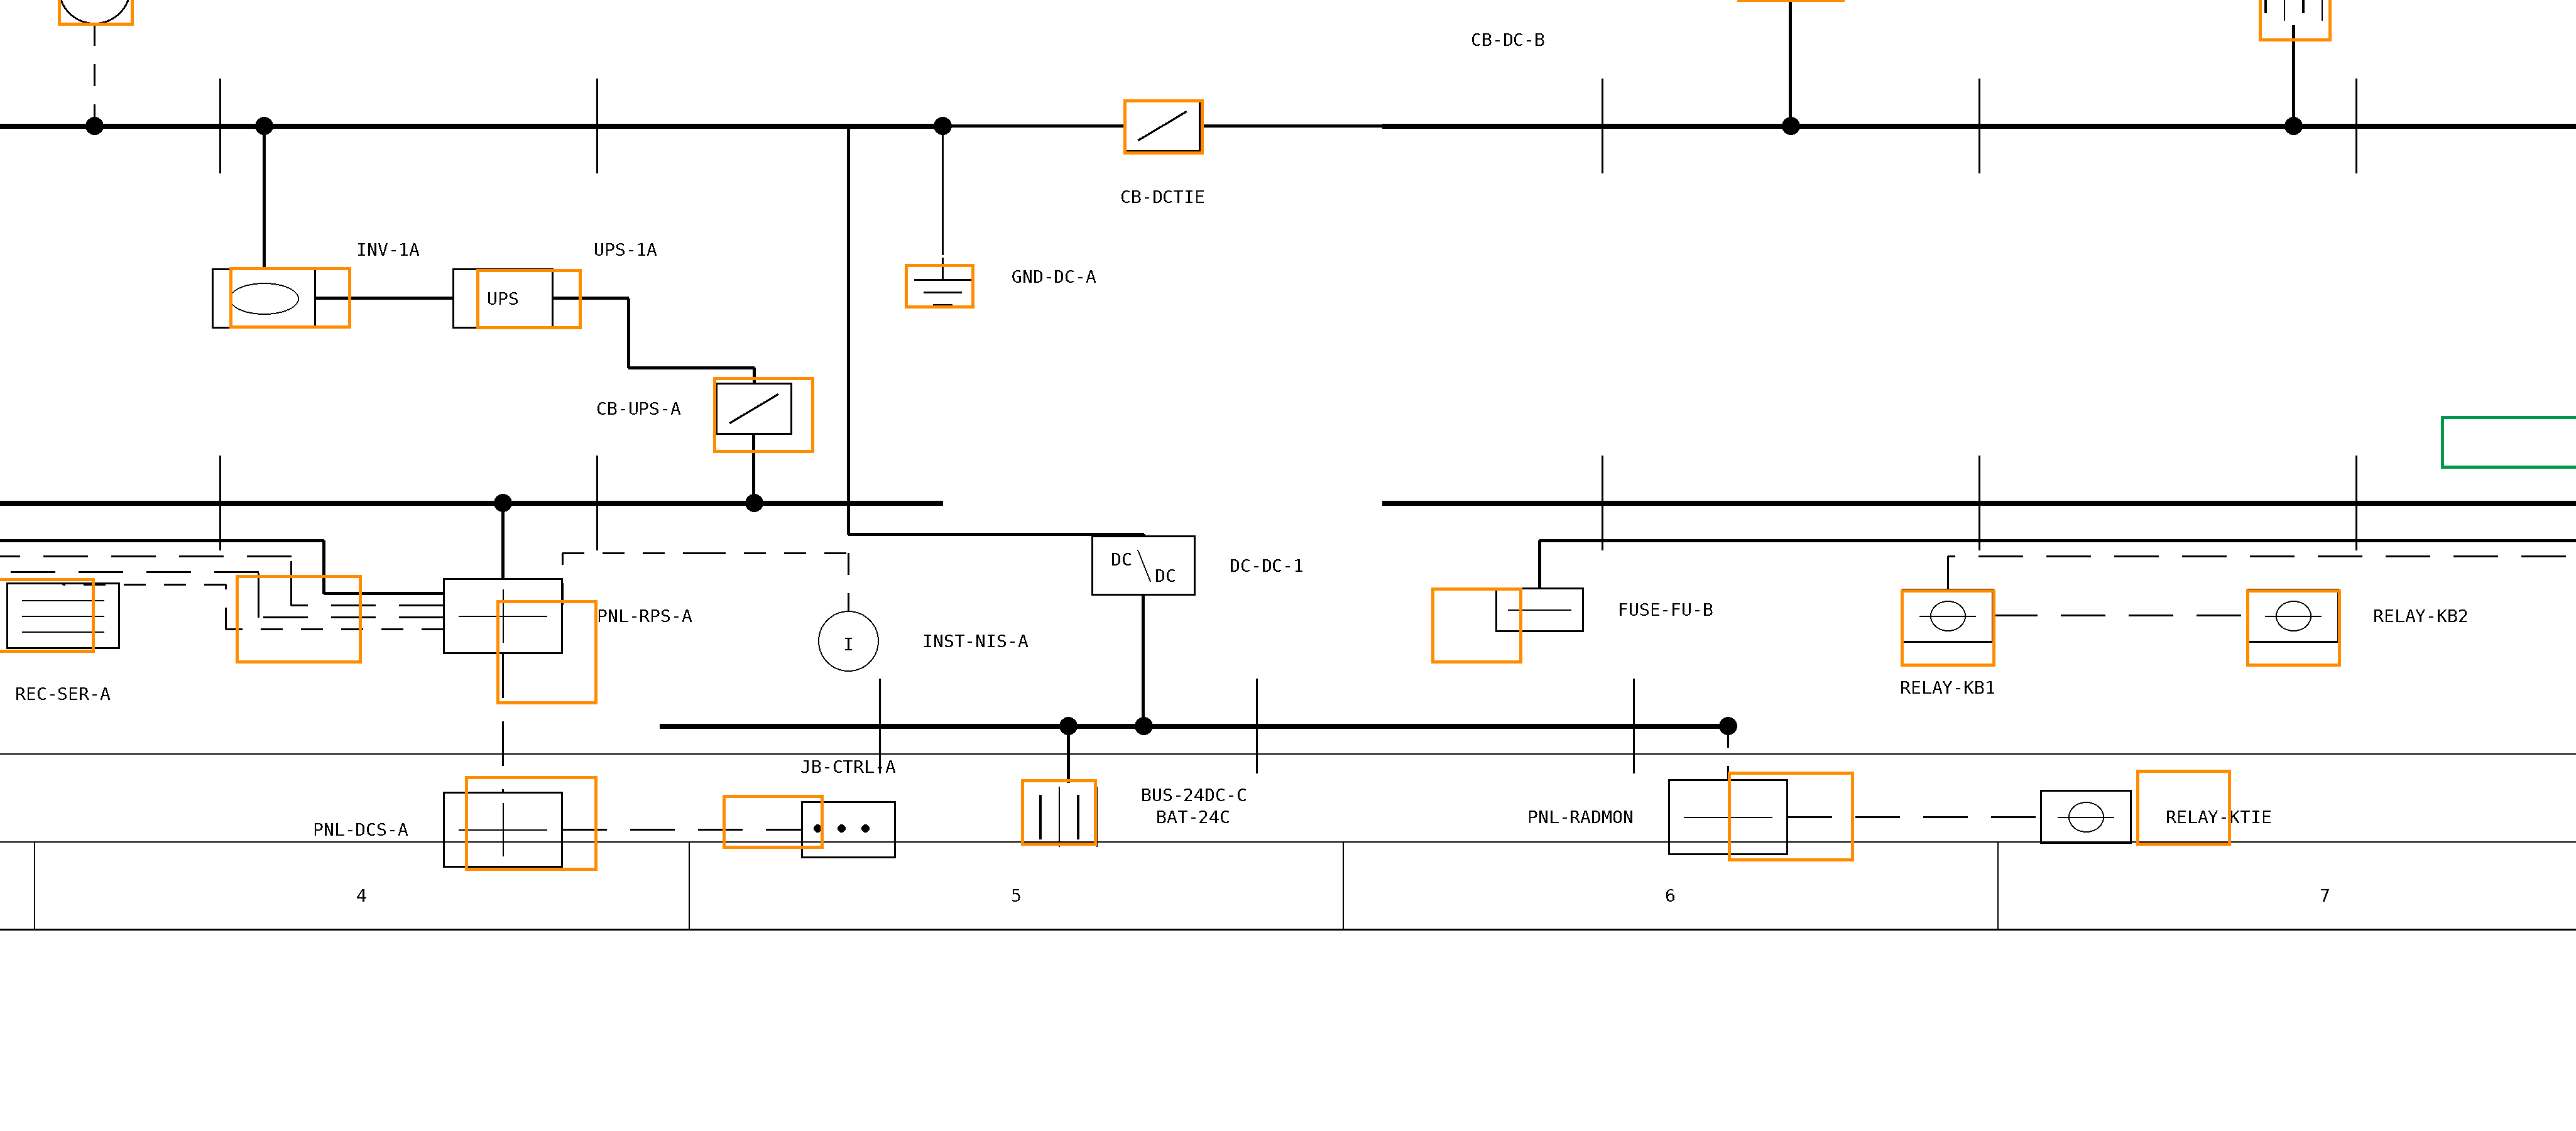 CB-DC-B
CB-DCTIE
INV-1A
UPS-1A
GND-DC-A
UPS
CB-UPS-A
DC
DC
DC-DC-1
PNL-RPS-A
FUSE-FU-B
RELAY-KB2
I
INST-NIS-A
REC-SER-A
RELAY-KB1
JB-CTRL-A
BUS-24DC-C
BAT-24C
PNL-DCS-A
PNL-RADMON
RELAY-KTIE
4
5
6
7